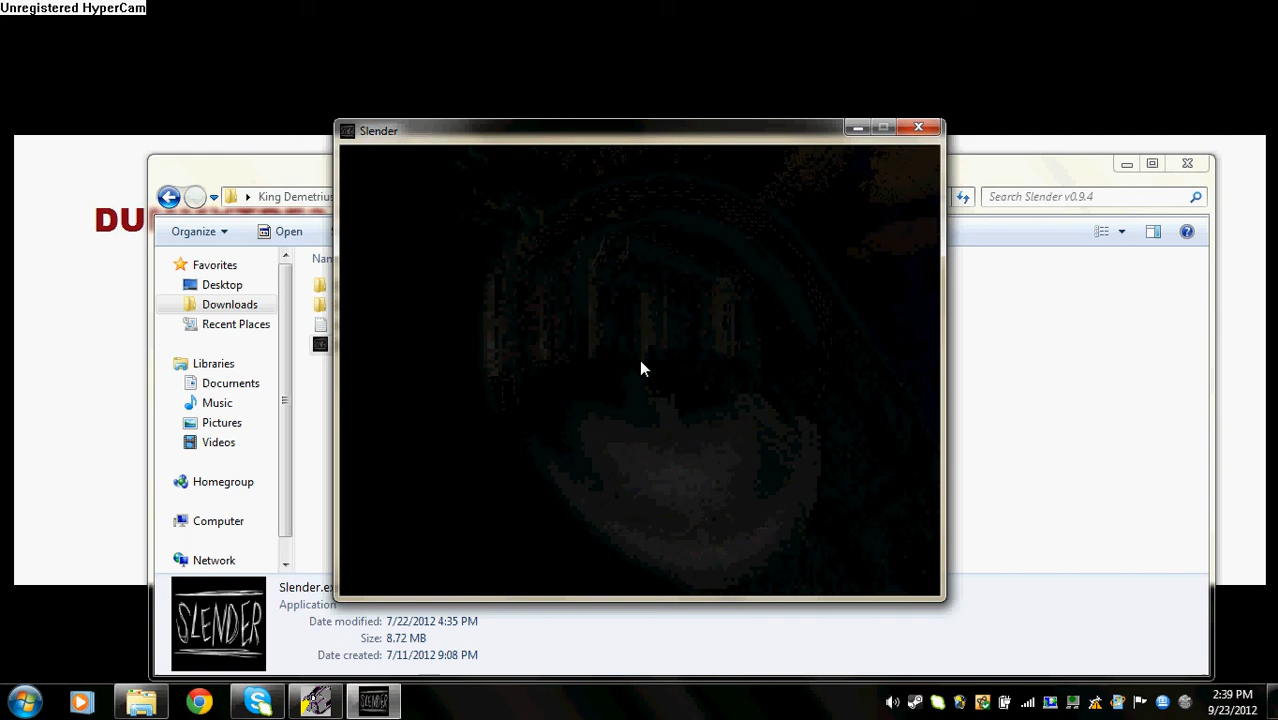 Unregistered HyperCam
Slender
King Demetrius
Search Slender v0.9.4
DU
Organize
Open
Favorites
Desktop
Downloads
Recent Places
Libraries
Documents
Music
Pictures
Videos
Homegroup
Computer
Network
SLENDER
Slender.ex
Application
Date modified: 7/22/2012 4:35 PM
Size: 8.72 MB
Date created: 7/11/2012 9:08 PM
2:39 PM
9/23/2012